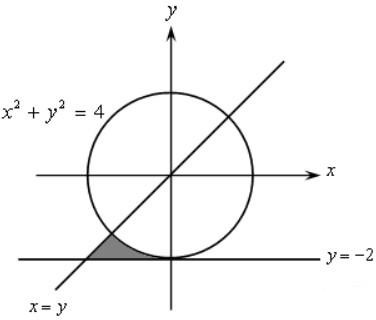 y
x² + y² = 4
x
y = −2
x = y